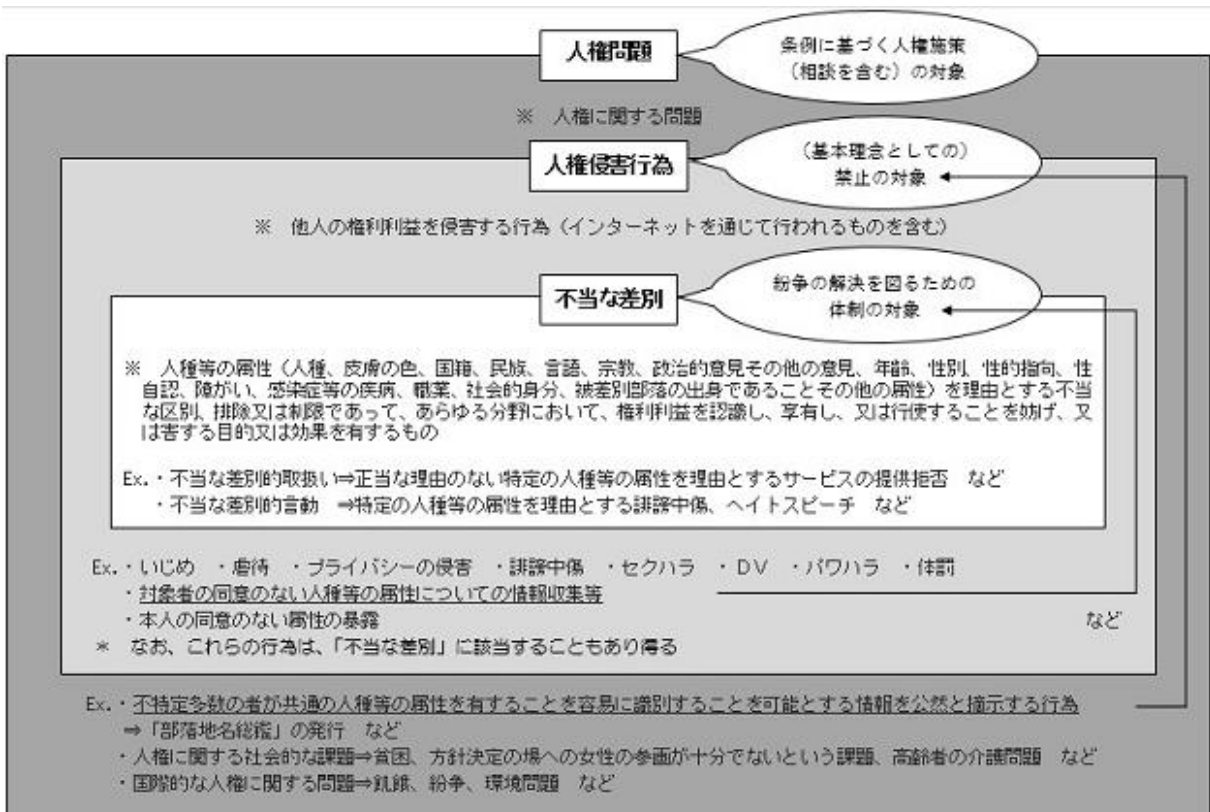 人権問題
条例に基づく人権施策
（相談を含む）の対象
※　人権に関する問題
人権侵害行為
（基本理念としての）
禁止の対象
※　他人の権利利益を侵害する行為（インターネットを通じて行われるものを含む）
不当な差別
紛争の解決を図るための
体制の対象
※　人種等の属性（人種、皮膚の色、国籍、民族、言語、宗教、政治的意見その他の意見、年齢、性別、性的指向、性
自認、障がい、感染症等の疾病、職業、社会的身分、被差別部落の出身であることその他の属性）を理由とする不当
な区別、排除又は制限であって、あらゆる分野において、権利利益を認識し、享有し、又は行使することを妨げ、又
は害する目的又は効果を有するもの
Ex.・不当な差別的取扱い⇒正当な理由のない特定の人種等の属性を理由とするサービスの提供拒否　など
・不当な差別的言動　⇒特定の人種等の属性を理由とする誹謗中傷、ヘイトスピーチ　など
Ex.・いじめ　・虐待　・プライバシーの侵害　・誹謗中傷　・セクハラ　・ＤＶ　・パワハラ　・体罰
・対象者の同意のない人種等の属性についての情報収集等
・本人の同意のない属性の暴露　など
＊　なお、これらの行為は、「不当な差別」に該当することもあり得る
Ex.・不特定多数の者が共通の人種等の属性を有することを容易に識別することを可能とする情報を公然と摘示する行為
⇒「部落地名総鑑」の発行　など
・人権に関する社会的な課題⇒貧困、方針決定の場への女性の参画が十分でないという課題、高齢者の介護問題　など
・国際的な人権に関する問題⇒飢餓、紛争、環境問題　など